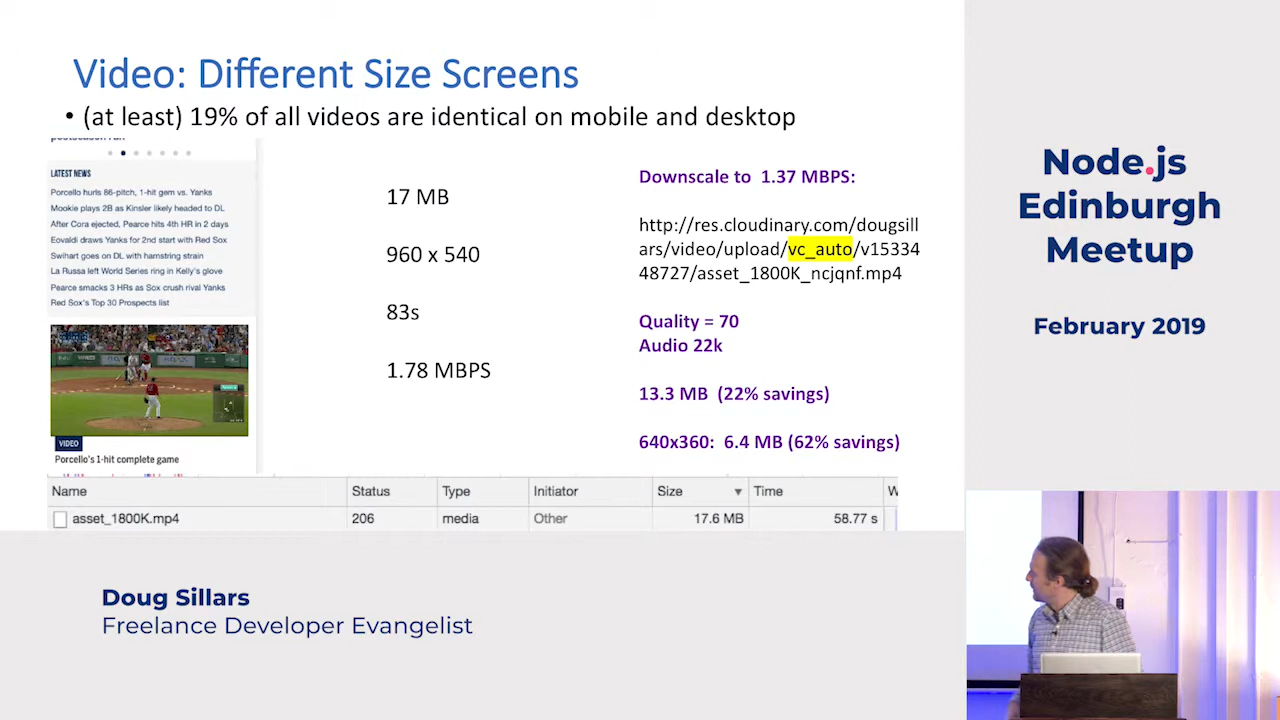 Video: Different Size Screens
• (at least) 19% of all videos are identical on mobile and desktop
LATEST NEWS
Porcello hurls 86-pitch, 1-hit gem vs. Yanks
Mookie plays 2B as Kinsler likely headed to DL
After Cora ejected, Pearce hits 4th HR in 2 days
Eovaldi draws Yanks for 2nd start with Red Sox
Swihart goes on DL with hamstring strain
La Russa left World Series ring in Kelly's glove
Pearce smacks 3 HRs as Sox crush rival Yanks
Red Sox's Top 30 Prospects list
VIDEO
Porcello's 1-hit complete game
17 MB
960 x 540
83s
1.78 MBPS
Downscale to 1.37 MBPS:
http://res.cloudinary.com/dougsill
ars/video/upload/vc_auto/v15334
48727/asset_1800K_ncjqnf.mp4
Quality = 70
Audio 22k
13.3 MB (22% savings)
640x360: 6.4 MB (62% savings)
Name Status Type Initiator Size Time W
asset_1800K.mp4 206 media Other 17.6 MB 58.77 s
Node.js
Edinburgh
Meetup
February 2019
Doug Sillars
Freelance Developer Evangelist